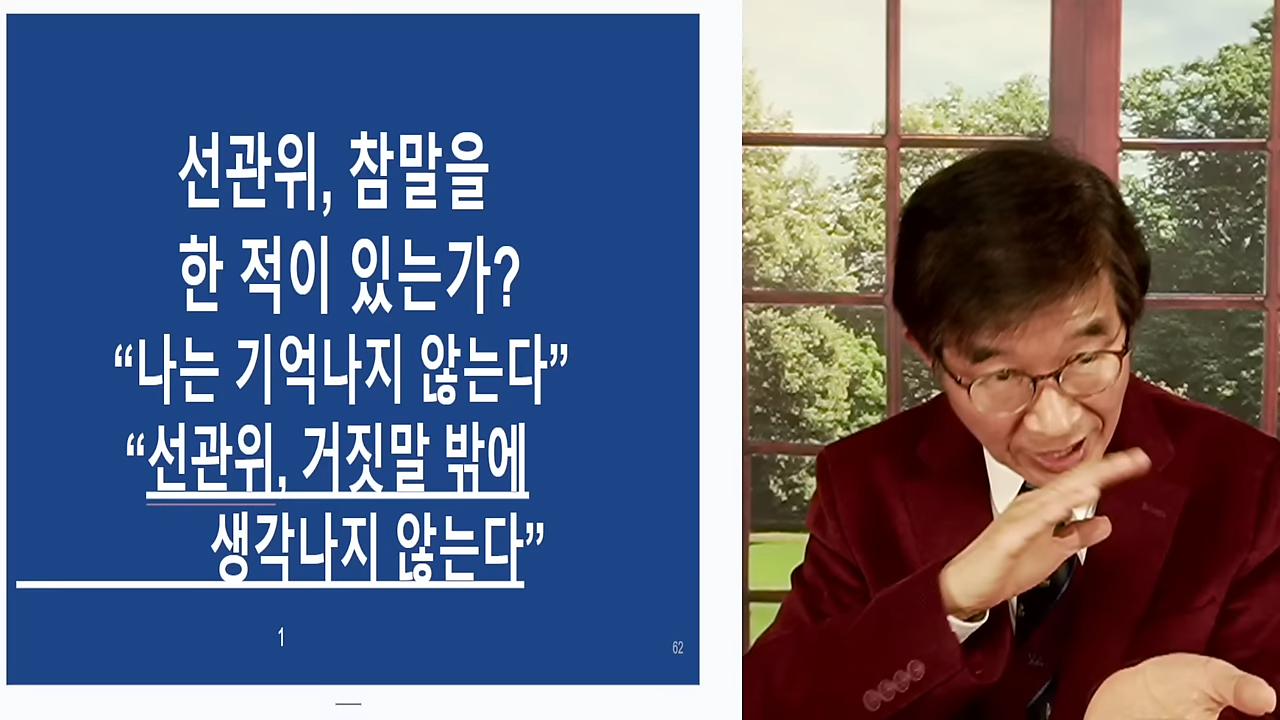 선관위, 참말을
한 적이 있는가?
“나는 기억나지 않는다”
“선관위, 거짓말 밖에
생각나지 않는다”
1
62